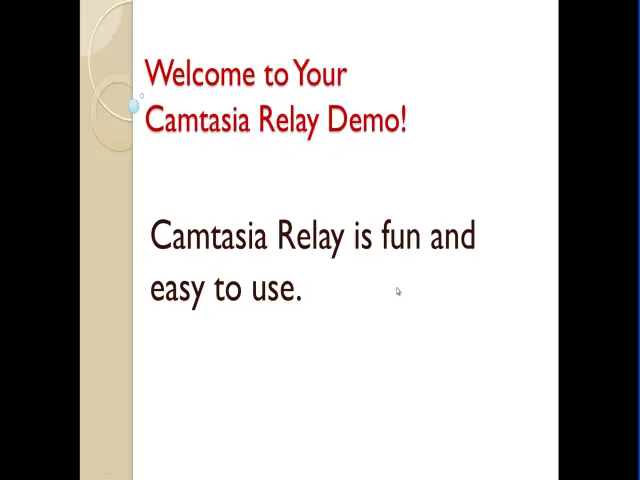 Welcome to Your
Camtasia Relay Demo!
Camtasia Relay is fun and
easy to use.